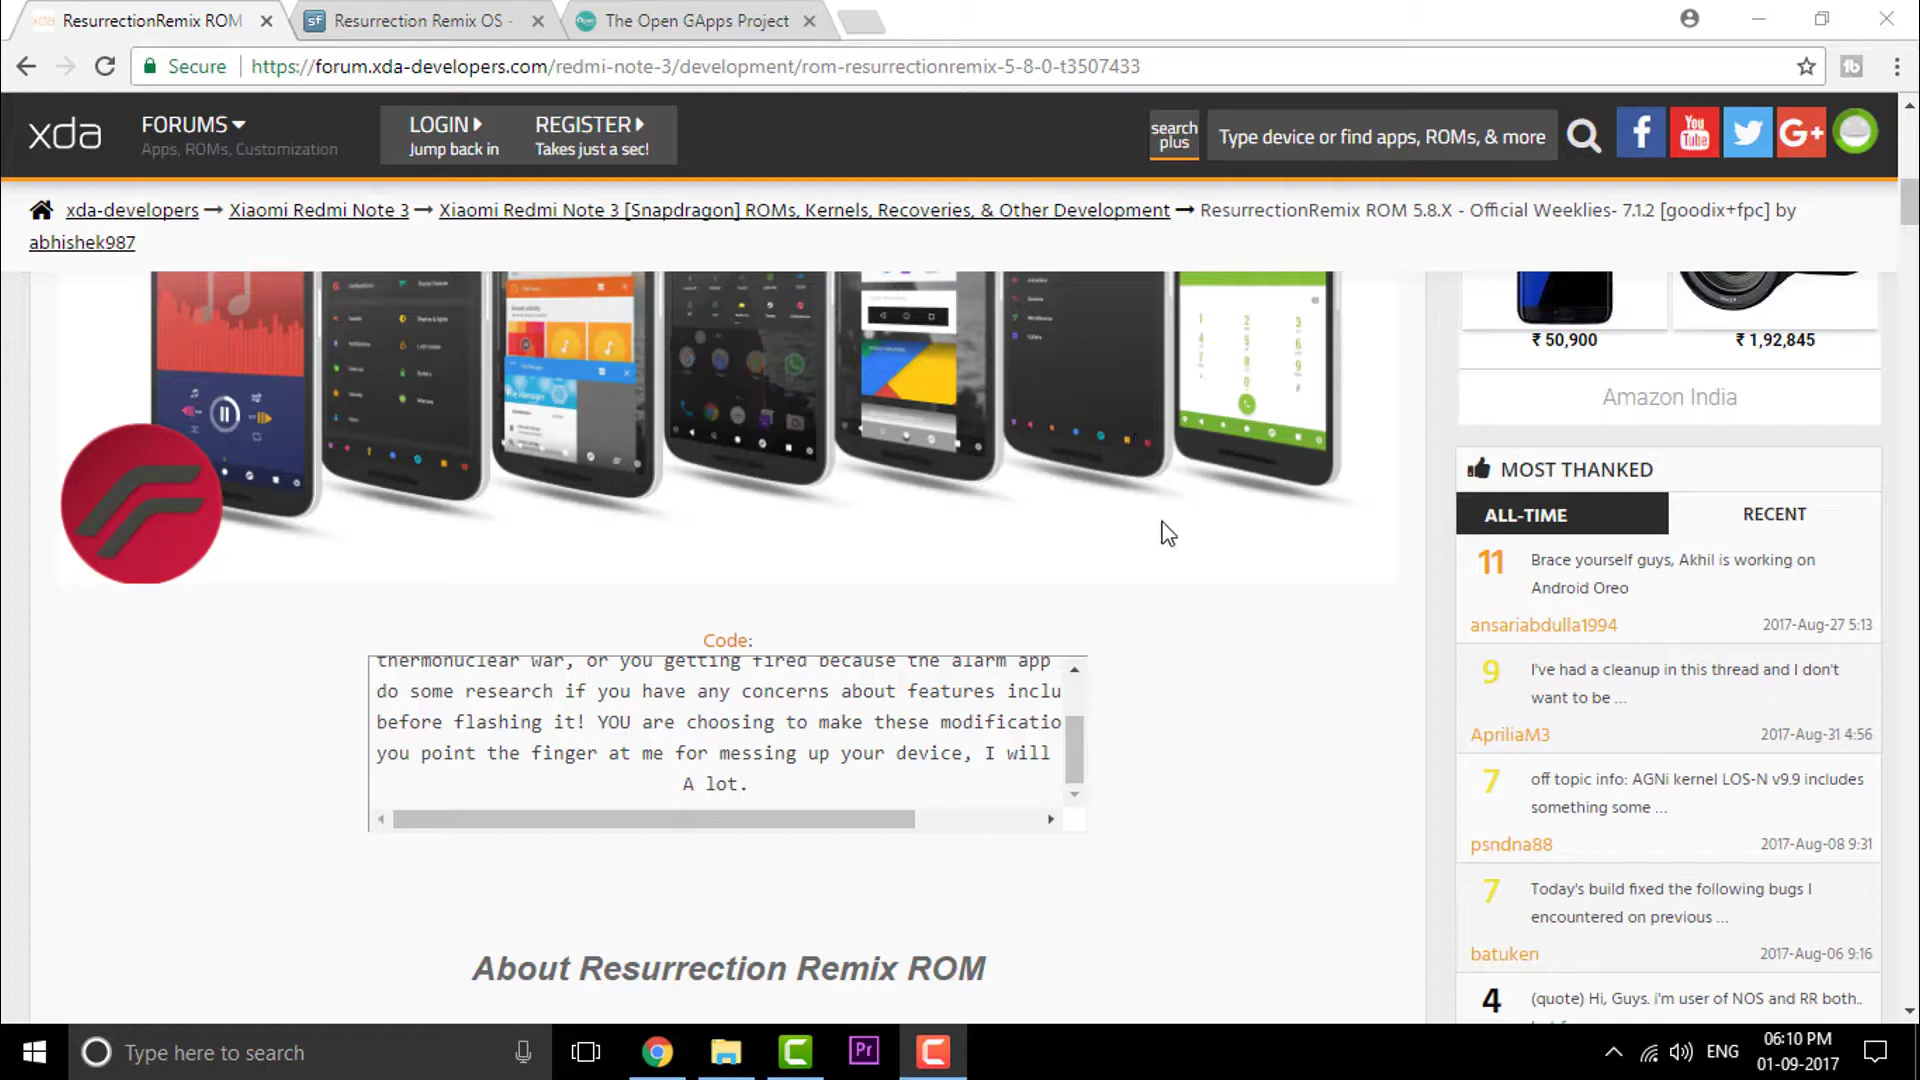 ResurrectionRemix ROM
Resurrection Remix OS -
The Open GApps Project
Secure
https://forum.xda-developers.com/redmi-note-3/development/rom-resurrectionremix-5-8-0-t3507433
xda
FORUMS
Apps, ROMs, Customization
LOGIN
Jump back in
REGISTER
Takes just a sec!
search
plus
Type device or find apps, ROMs, & more
f
You
Tube
G+
xda-developers → Xiaomi Redmi Note 3 → Xiaomi Redmi Note 3 [Snapdragon] ROMs, Kernels, Recoveries, & Other Development → ResurrectionRemix ROM 5.8.X - Official Weeklies- 7.1.2 [goodix+fpc] by
abhishek987
₹ 50,900
₹ 1,92,845
Amazon India
MOST THANKED
ALL-TIME
RECENT
11
Brace yourself guys, Akhil is working on
Android Oreo
ansariabdulla1994
2017-Aug-27 5:13
9
I've had a cleanup in this thread and I don't
want to be ...
ApriliaM3
2017-Aug-31 4:56
7
off topic info: AGNi kernel LOS-N v9.9 includes
something some ...
psndna88
2017-Aug-08 9:31
7
Today's build fixed the following bugs I
encountered on previous ...
batuken
2017-Aug-06 9:16
4
(quote) Hi, Guys. i'm user of NOS and RR both..
Code:
thermonuclear war, or you getting fired because the alarm app
do some research if you have any concerns about features inclu
before flashing it! YOU are choosing to make these modificatio
you point the finger at me for messing up your device, I will
A lot.
About Resurrection Remix ROM
Type here to search
Pr
ENG
06:10 PM
01-09-2017